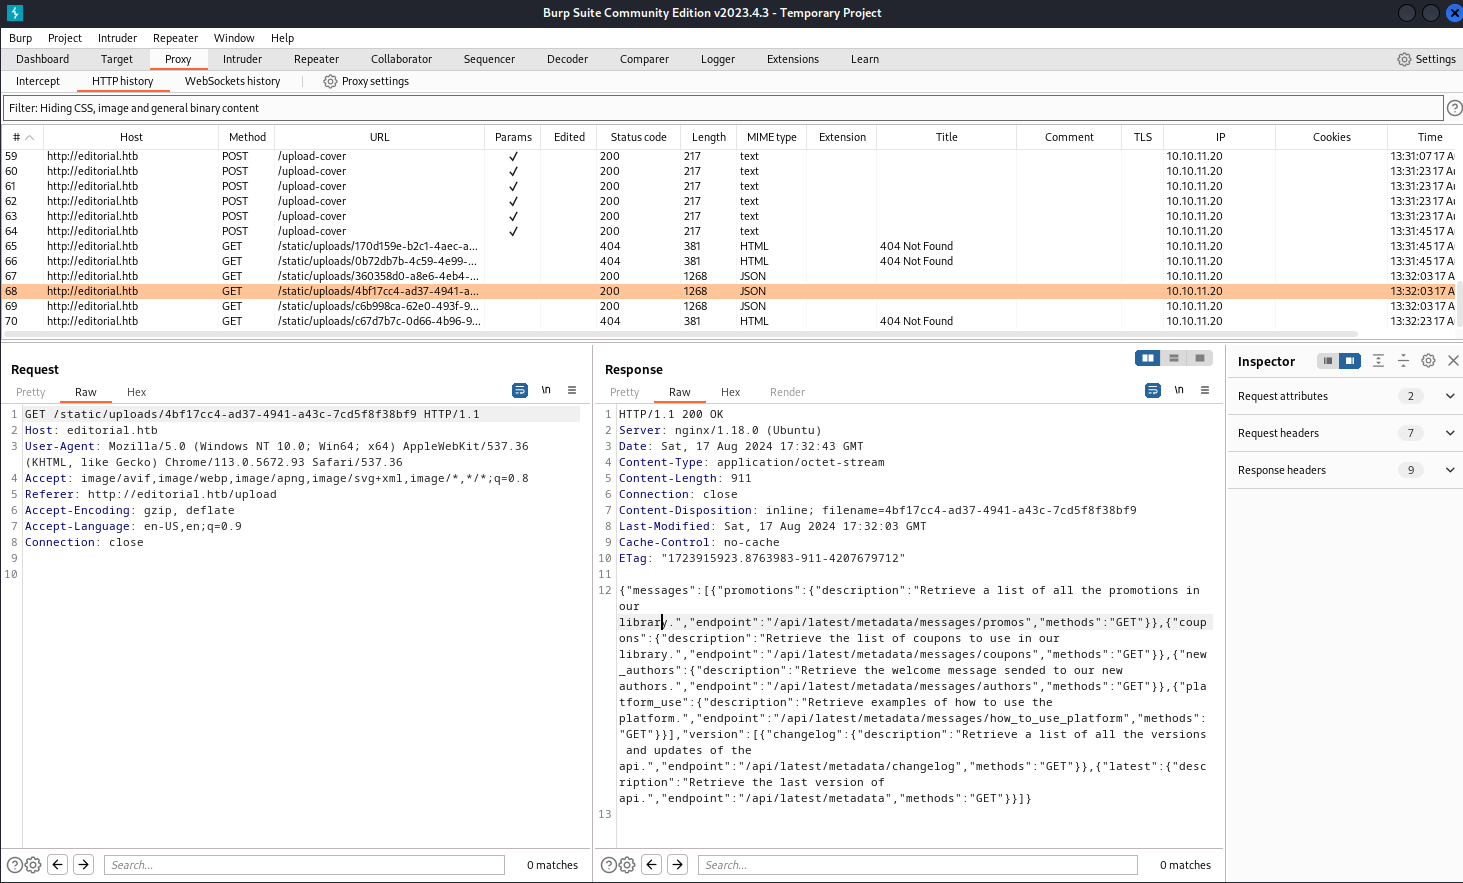 Burp Suite Community Edition v2023.4.3 - Temporary Project
Burp Project Intruder Repeater Window Help
Dashboard Target Proxy Intruder Repeater Collaborator Sequencer Decoder Comparer Logger Extensions Learn Settings
Intercept HTTP history WebSockets history Proxy settings
Filter: Hiding CSS, image and general binary content
# Host Method URL Params Edited Status code Length MIME type Extension Title Comment TLS IP Cookies Time
59 http://editorial.htb POST /upload-cover ✓ 200 217 text 10.10.11.20 13:31:07 17 A
60 http://editorial.htb POST /upload-cover ✓ 200 217 text 10.10.11.20 13:31:23 17 A
61 http://editorial.htb POST /upload-cover ✓ 200 217 text 10.10.11.20 13:31:23 17 A
62 http://editorial.htb POST /upload-cover ✓ 200 217 text 10.10.11.20 13:31:23 17 A
63 http://editorial.htb POST /upload-cover ✓ 200 217 text 10.10.11.20 13:31:23 17 A
64 http://editorial.htb POST /upload-cover ✓ 200 217 text 10.10.11.20 13:31:45 17 A
65 http://editorial.htb GET /static/uploads/170d159e-b2c1-4aec-a... 404 381 HTML 404 Not Found 10.10.11.20 13:31:45 17 A
66 http://editorial.htb GET /static/uploads/0b72db7b-4c59-4e99-... 404 381 HTML 404 Not Found 10.10.11.20 13:31:45 17 A
67 http://editorial.htb GET /static/uploads/360358d0-a8e6-4eb4-... 200 1268 JSON 10.10.11.20 13:32:03 17 A
68 http://editorial.htb GET /static/uploads/4bf17cc4-ad37-4941-a... 200 1268 JSON 10.10.11.20 13:32:03 17 A
69 http://editorial.htb GET /static/uploads/c6b998ca-62e0-493f-9... 200 1268 JSON 10.10.11.20 13:32:03 17 A
70 http://editorial.htb GET /static/uploads/c67d7b7c-0d66-4b96-9... 404 381 HTML 404 Not Found 10.10.11.20 13:32:23 17 A
Request
Pretty Raw Hex \n
1 GET /static/uploads/4bf17cc4-ad37-4941-a43c-7cd5f8f38bf9 HTTP/1.1
2 Host: editorial.htb
3 User-Agent: Mozilla/5.0 (Windows NT 10.0; Win64; x64) AppleWebKit/537.36
(KHTML, like Gecko) Chrome/113.0.5672.93 Safari/537.36
4 Accept: image/avif,image/webp,image/apng,image/svg+xml,image/*,*/*;q=0.8
5 Referer: http://editorial.htb/upload
6 Accept-Encoding: gzip, deflate
7 Accept-Language: en-US,en;q=0.9
8 Connection: close
9
10
Search... 0 matches
Response
Pretty Raw Hex Render \n
1 HTTP/1.1 200 OK
2 Server: nginx/1.18.0 (Ubuntu)
3 Date: Sat, 17 Aug 2024 17:32:43 GMT
4 Content-Type: application/octet-stream
5 Content-Length: 911
6 Connection: close
7 Content-Disposition: inline; filename=4bf17cc4-ad37-4941-a43c-7cd5f8f38bf9
8 Last-Modified: Sat, 17 Aug 2024 17:32:03 GMT
9 Cache-Control: no-cache
10 ETag: "1723915923.8763983-911-4207679712"
11
12 {"messages":[{"promotions":{"description":"Retrieve a list of all the promotions in
our
library.","endpoint":"/api/latest/metadata/messages/promos","methods":"GET"}},{"coup
ons":{"description":"Retrieve the list of coupons to use in our
library.","endpoint":"/api/latest/metadata/messages/coupons","methods":"GET"}},{"new
_authors":{"description":"Retrieve the welcome message sended to our new
authors.","endpoint":"/api/latest/metadata/messages/authors","methods":"GET"}},{"pla
tform_use":{"description":"Retrieve examples of how to use the
platform.","endpoint":"/api/latest/metadata/messages/how_to_use_platform","methods":
"GET"}}],"version":[{"changelog":{"description":"Retrieve a list of all the versions
and updates of the
api.","endpoint":"/api/latest/metadata/changelog","methods":"GET"}},{"latest":{"desc
ription":"Retrieve the last version of
api.","endpoint":"/api/latest/metadata","methods":"GET"}}]}
13
Search... 0 matches
Inspector
Request attributes 2
Request headers 7
Response headers 9